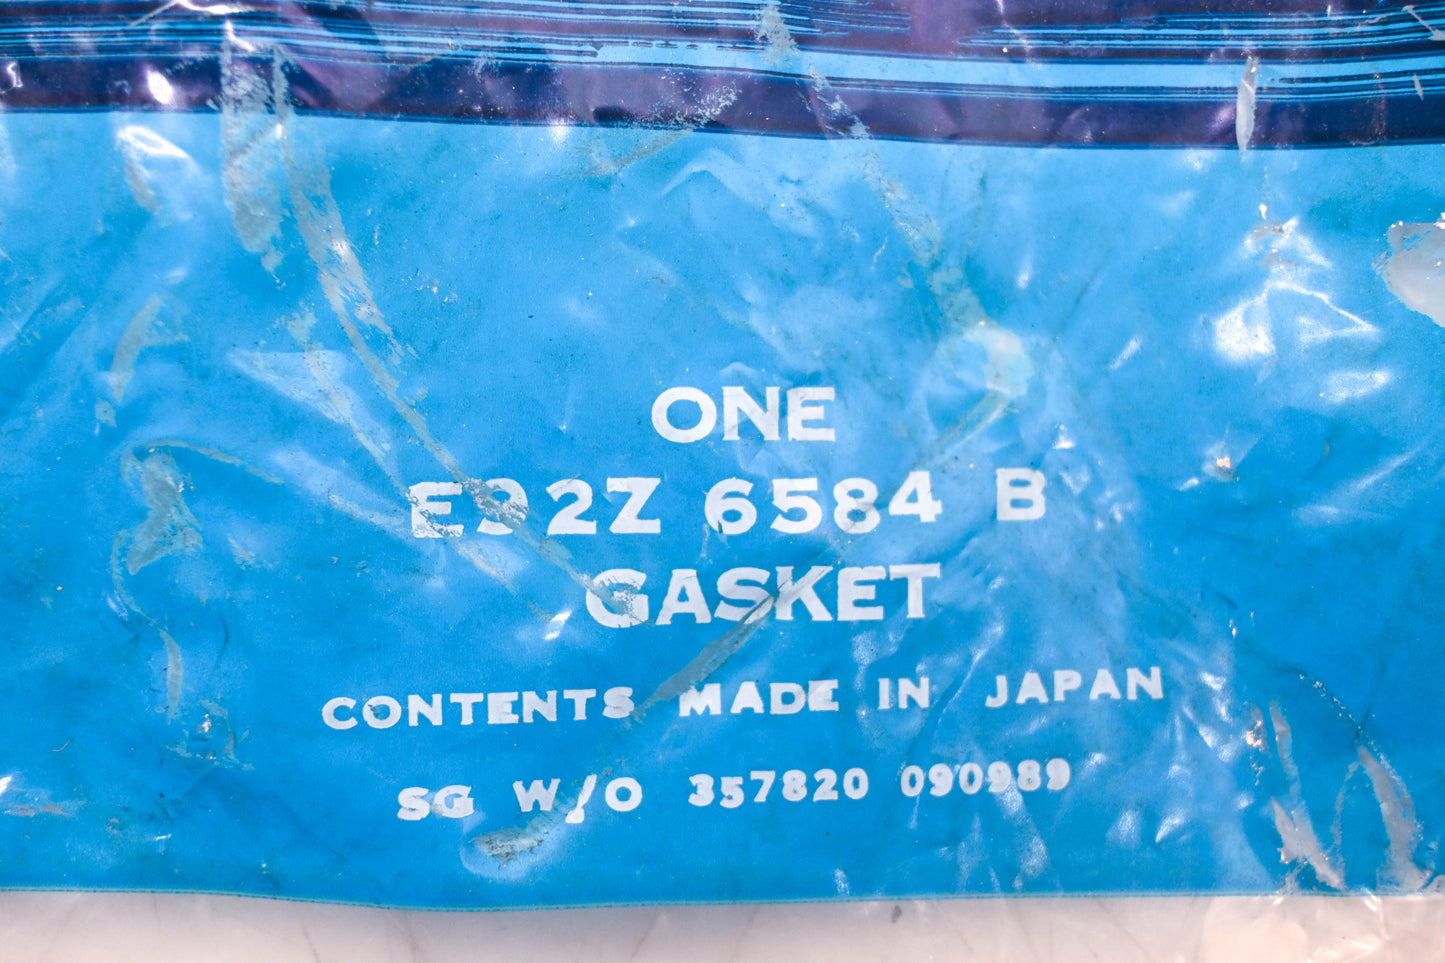 ONE
E92Z 6584 B
GASKET
CONTENTS MADE IN JAPAN
SG W/O 357820 090989